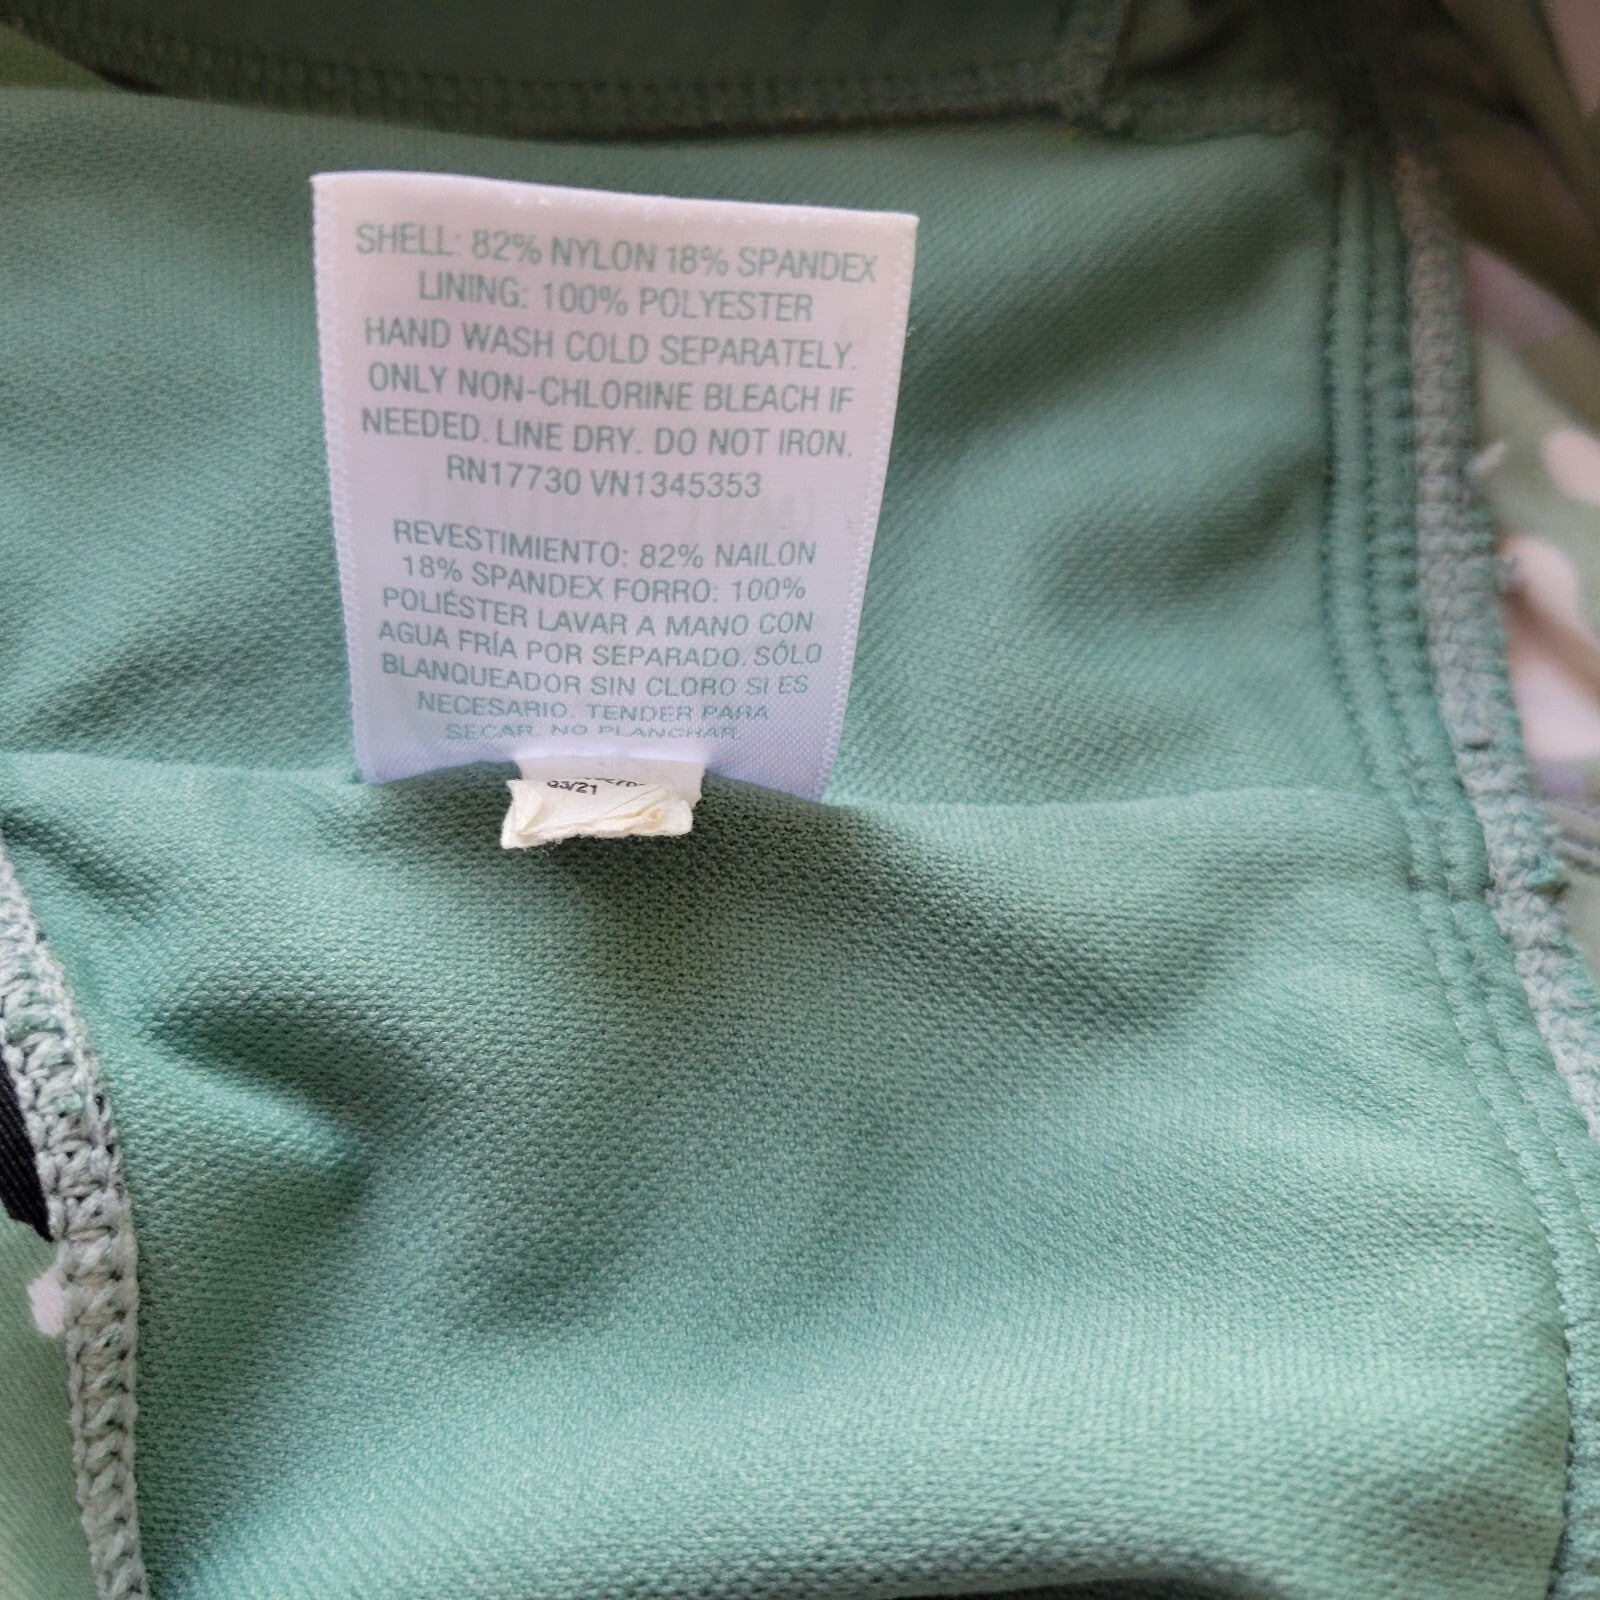 SHELL: 82% NYLON 18% SPANDEX
LINING: 100% POLYESTER
HAND WASH COLD SEPARATELY.
ONLY NON-CHLORINE BLEACH IF
NEEDED. LINE DRY. DO NOT IRON.
RN17730 VN1345353
REVESTIMIENTO: 82% NAILON
18% SPANDEX FORRO: 100%
POLIÉSTER LAVAR A MANO CON
AGUA FRÍA POR SEPARADO. SÓLO
BLANQUEADOR SIN CLORO SI ES
NECESARIO. TENDER PARA
SECAR. NO PLANCHAR.
03/21